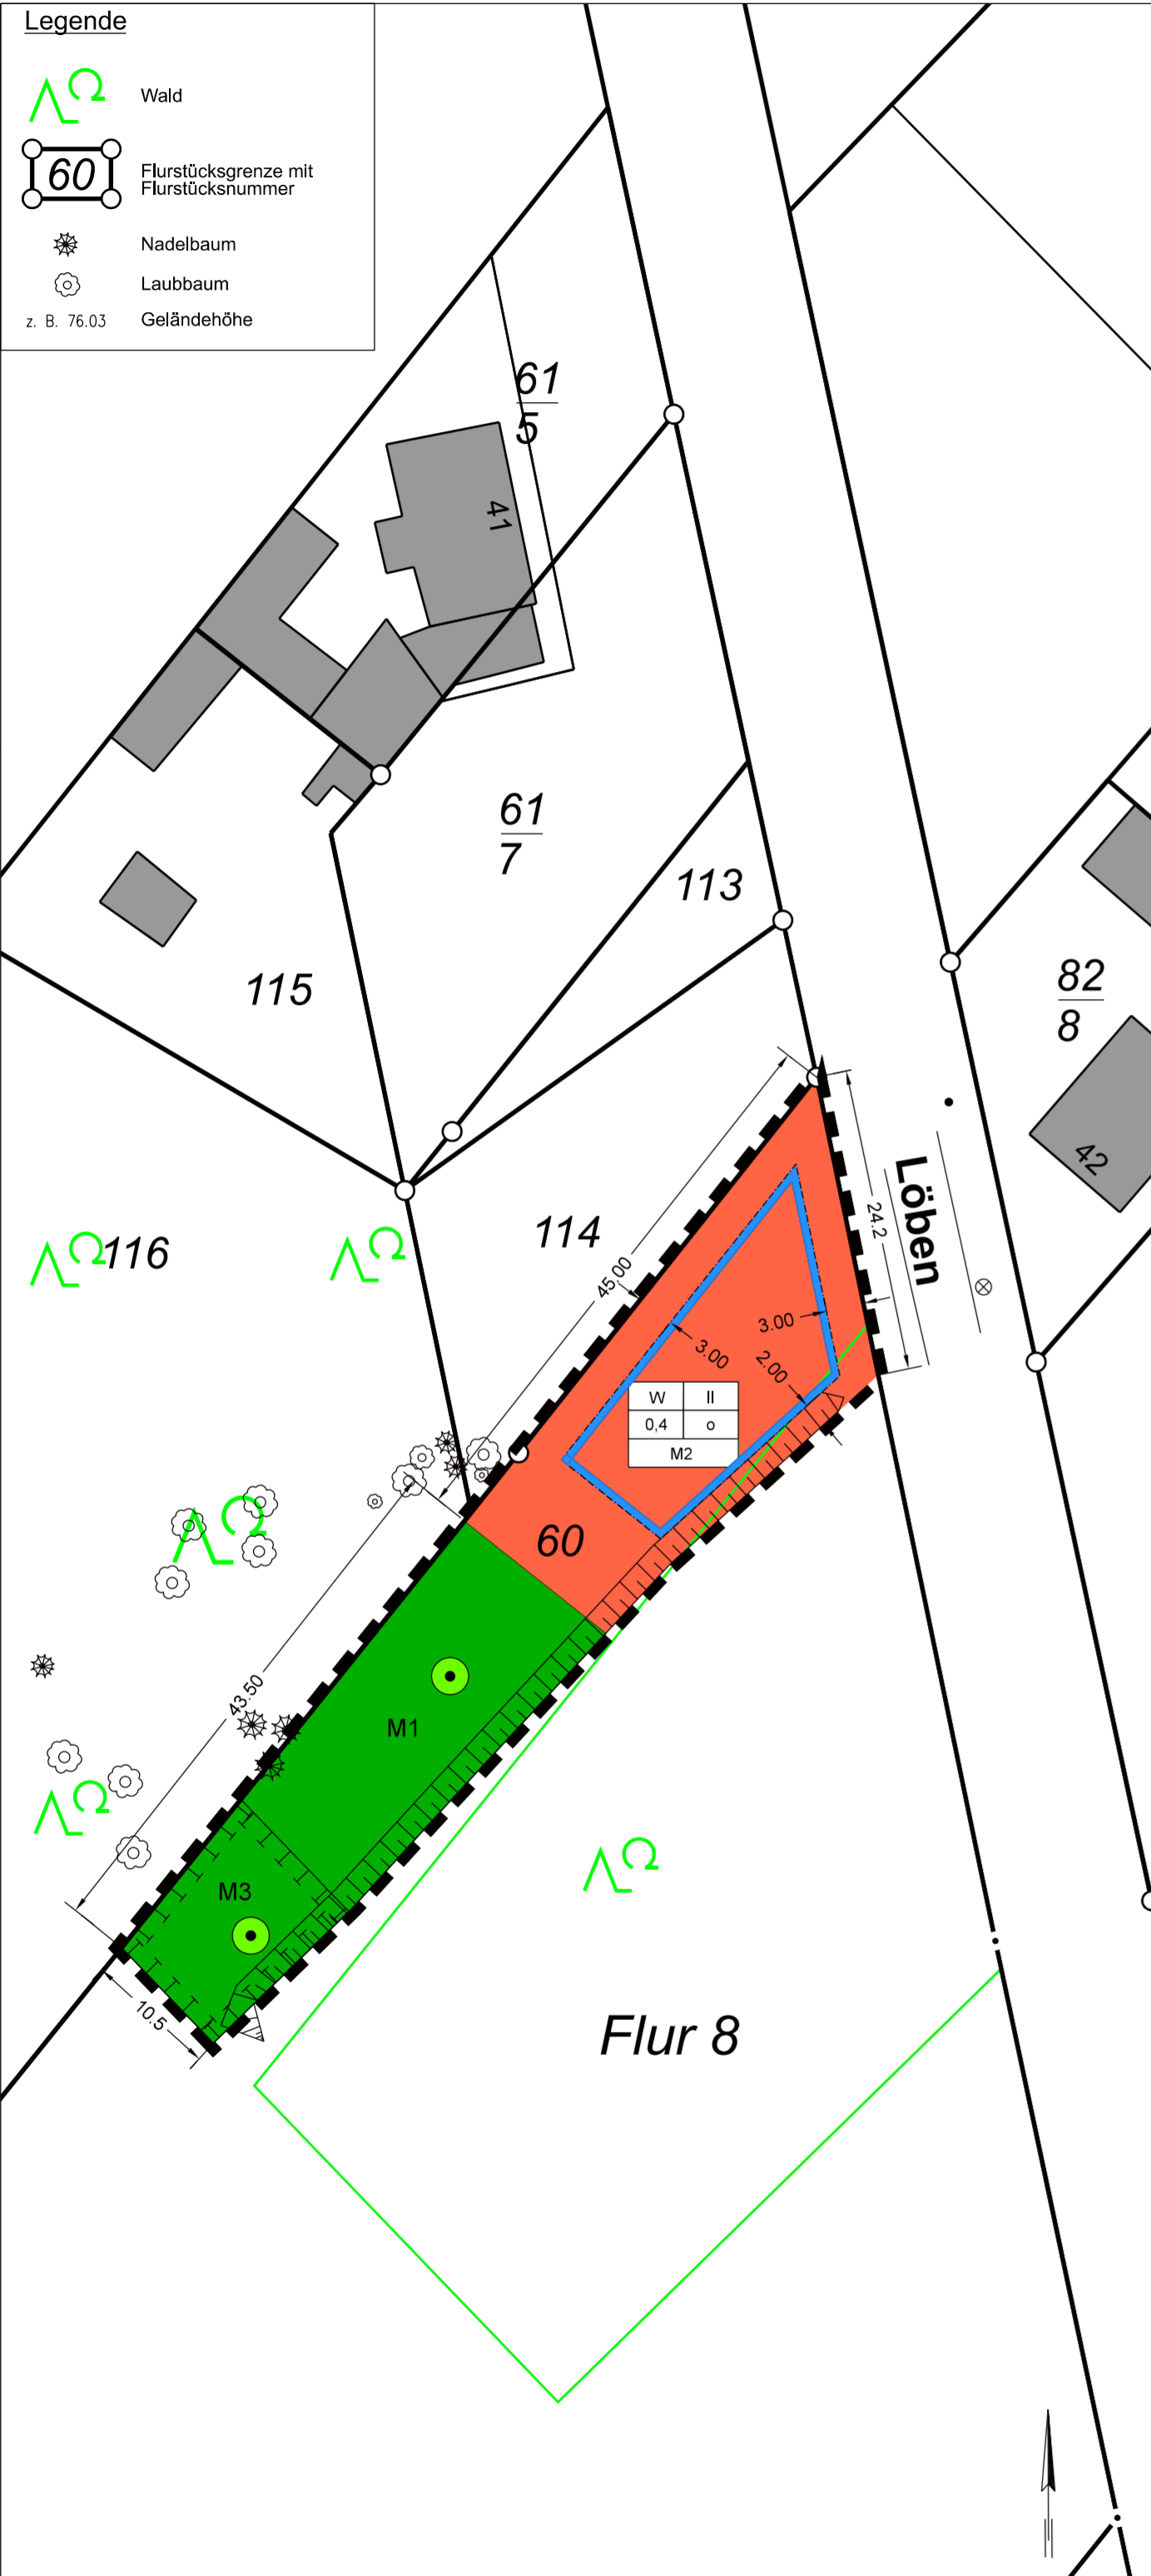 Legende
Wald
60
Flurstücksgrenze mit
Flurstücksnummer
Nadelbaum
Laubbaum
z. B. 76.03
Geländehöhe
61
5
41
61
7
113
115
82
8
42
114
116
Löben
24.2
45.00
3.00
3.00
2.00
W
II
0,4
o
M2
60
43.50
M1
M3
10.5
Flur 8